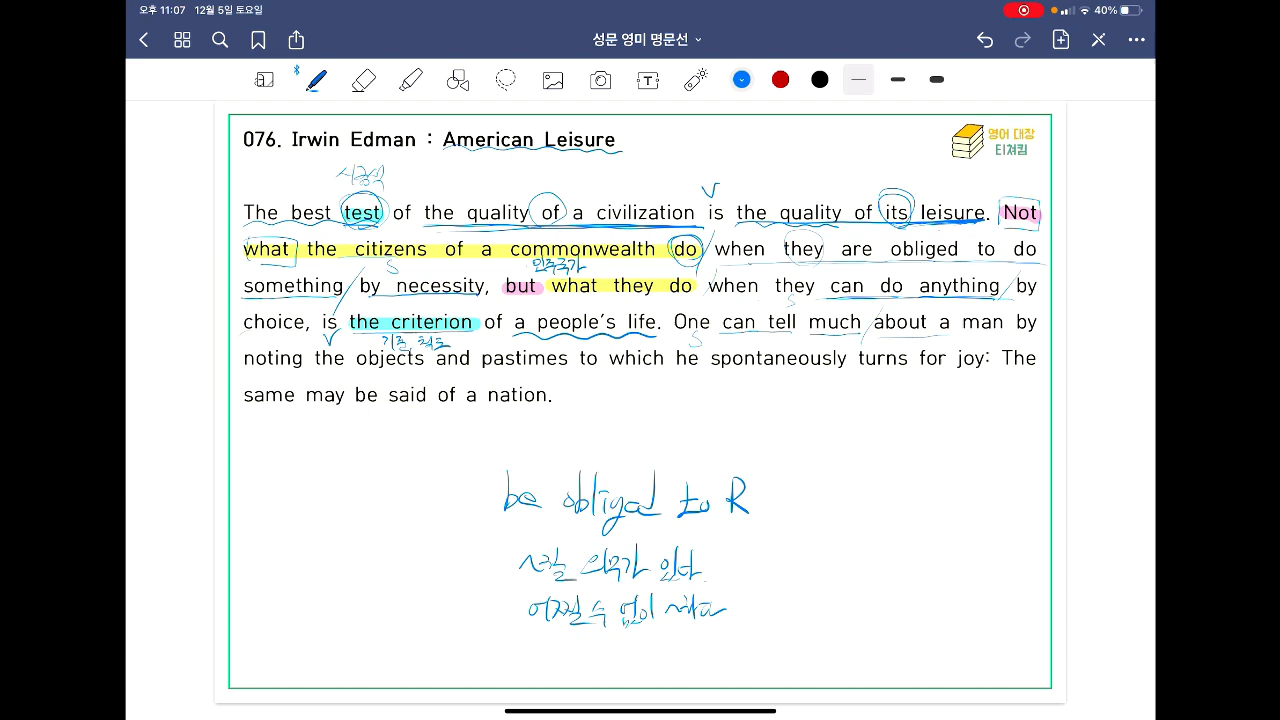 오후 11:07 12월 5일 토요일
40%
성문 영미 명문선
076. Irwin Edman : American Leisure
영어 대장
티쳐킴
시금석
The best test of the quality of a civilization is the quality of its leisure. Not
what the citizens of a commonwealth do when they are obliged to do
S
민주국가
something by necessity, but what they do when they can do anything by
S
choice, is the criterion of a people's life. One can tell much about a man by
V
기준, 척도
S
noting the objects and pastimes to which he spontaneously turns for joy: The
same may be said of a nation.
be obliged to R
~할 의무가 있다
어쩔 수 없이 ~하다